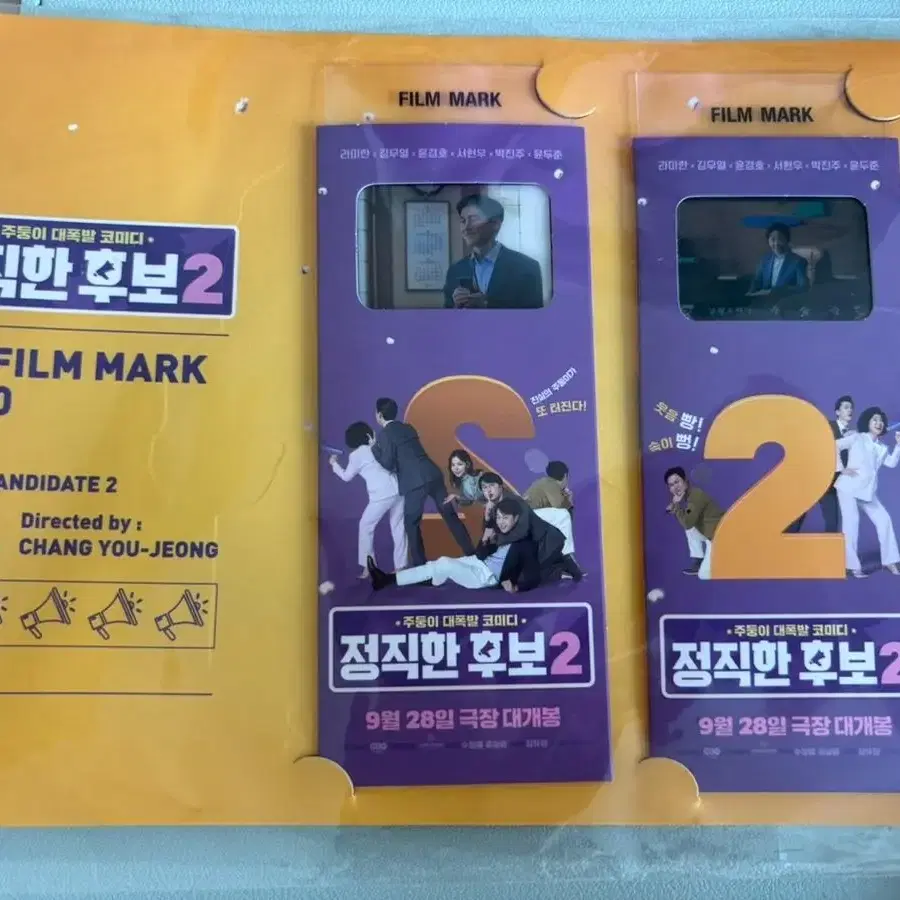 주둥이 대폭발 코미디
직한 후보2
FILM MARK
ANDIDATE 2
Directed by :
CHANG YOU-JEONG
FILM MARK
라미란 × 김무열 × 윤경호 × 서현우 × 박진주 × 윤두준
진실의 주둥이가
또 터진다!
2
주둥이 대폭발 코미디
정직한 후보2
9월 28일 극장 대개봉
FILM MARK
라미란 × 김무열 × 윤경호 × 서현우 × 박진주 × 윤두준
웃음 빵!
속이 뻥!!
2
주둥이 대폭발 코미디
정직한 후보2
9월 28일 극장 대개봉